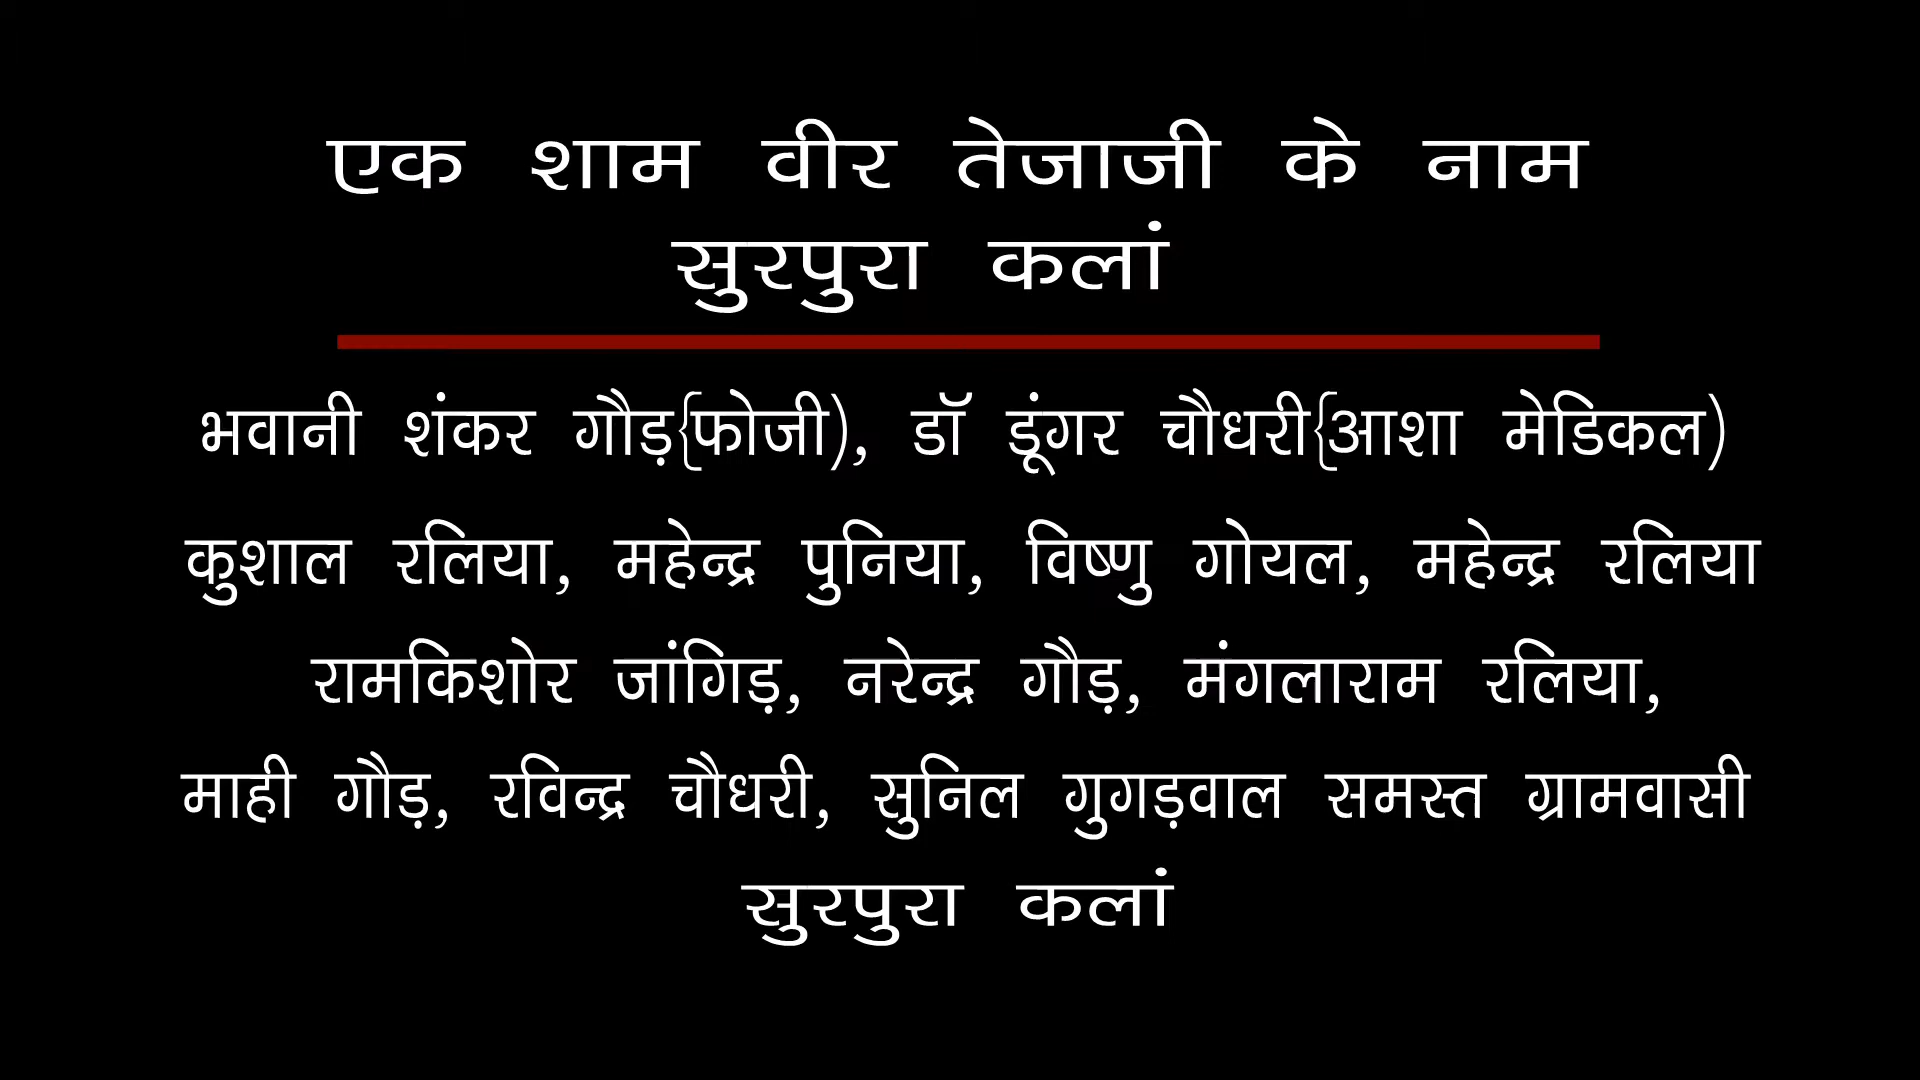 एक शाम वीर तेजाजी के नाम
सुरपुरा कलां
भवानी शंकर गौड़{फोजी), डॉ डूंगर चौधरी{आशा मेडिकल)
कुशाल रलिया, महेन्द्र पुनिया, विष्णु गोयल, महेन्द्र रलिया
रामकिशोर जांगिड़, नरेन्द्र गौड़, मंगलाराम रलिया,
माही गौड़, रविन्द्र चौधरी, सुनिल गुगड़वाल समस्त ग्रामवासी
सुरपुरा कलां